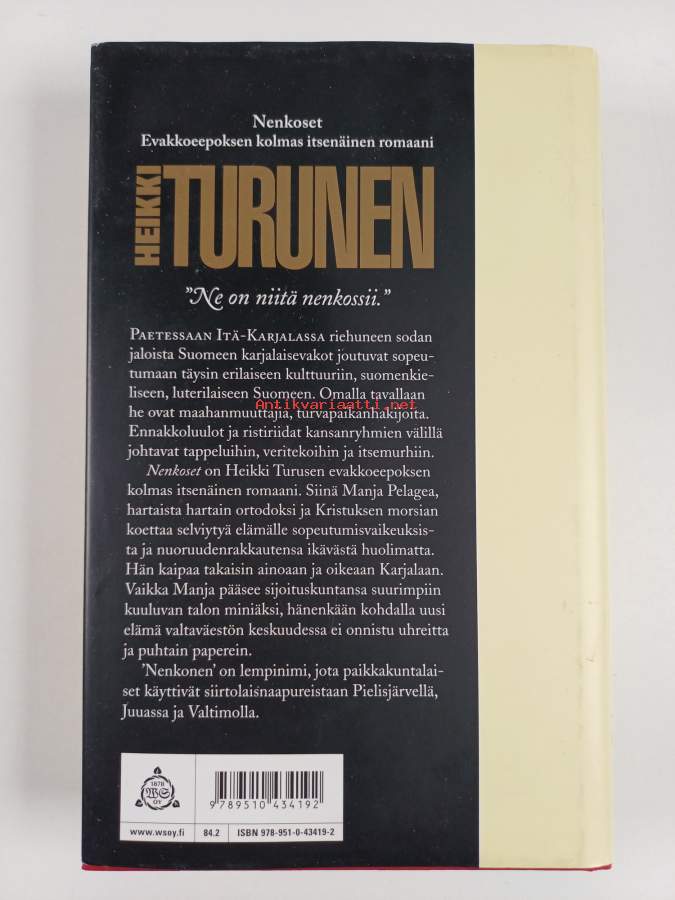 Nenkoset
Evakkoeepoksen kolmas itsenäinen romaani
HEIKKI
TURUNEN
”Ne on niitä nenkossii.”
Paetessaan Itä-Karjalassa riehuneen sodan
jaloista Suomeen karjalaisevakot joutuvat sopeu-
tumaan täysin erilaiseen kulttuuriin, suomenkie-
liseen, luterilaiseen Suomeen. Omalla tavallaan
he ovat maahanmuuttajia, turvapaikanhakijoita.
Antikvariaatti.net
Ennakkoluulot ja ristiriidat kansanryhmien välillä
johtavat tappeluihin, veritekoihin ja itsemurhiin.
Nenkoset on Heikki Turusen evakkoeepoksen
kolmas itsenäinen romaani. Siinä Manja Pelagea,
hartaista hartain ortodoksi ja Kristuksen morsian
koettaa selviytyä elämälle sopeutumisvaikeuksis-
ta ja nuoruudenrakkautensa ikävästä huolimatta.
Hän kaipaa takaisin ainoaan ja oikeaan Karjalaan.
Vaikka Manja pääsee sijoituskuntansa suurimpiin
kuuluvan talon miniäksi, hänenkään kohdalla uusi
elämä valtaväestön keskuudessa ei onnistu uhreitta
ja puhtain paperein.
’Nenkonen’ on lempinimi, jota paikkakuntalai-
set käyttivät siirtolaisnaapureistaan Pielisjärvellä,
Juuassa ja Valtimolla.
1878
WS
OY
9 789510 434192
www.wsoy.fi
84.2
ISBN 978-951-0-43419-2